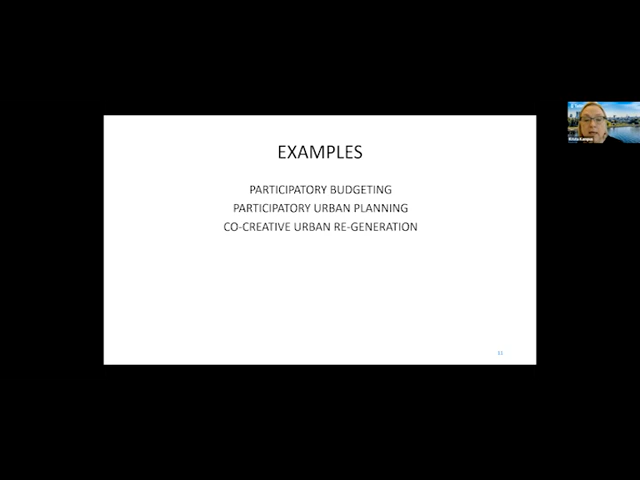 EXAMPLES
PARTICIPATORY BUDGETING
PARTICIPATORY URBAN PLANNING
CO-CREATIVE URBAN RE-GENERATION